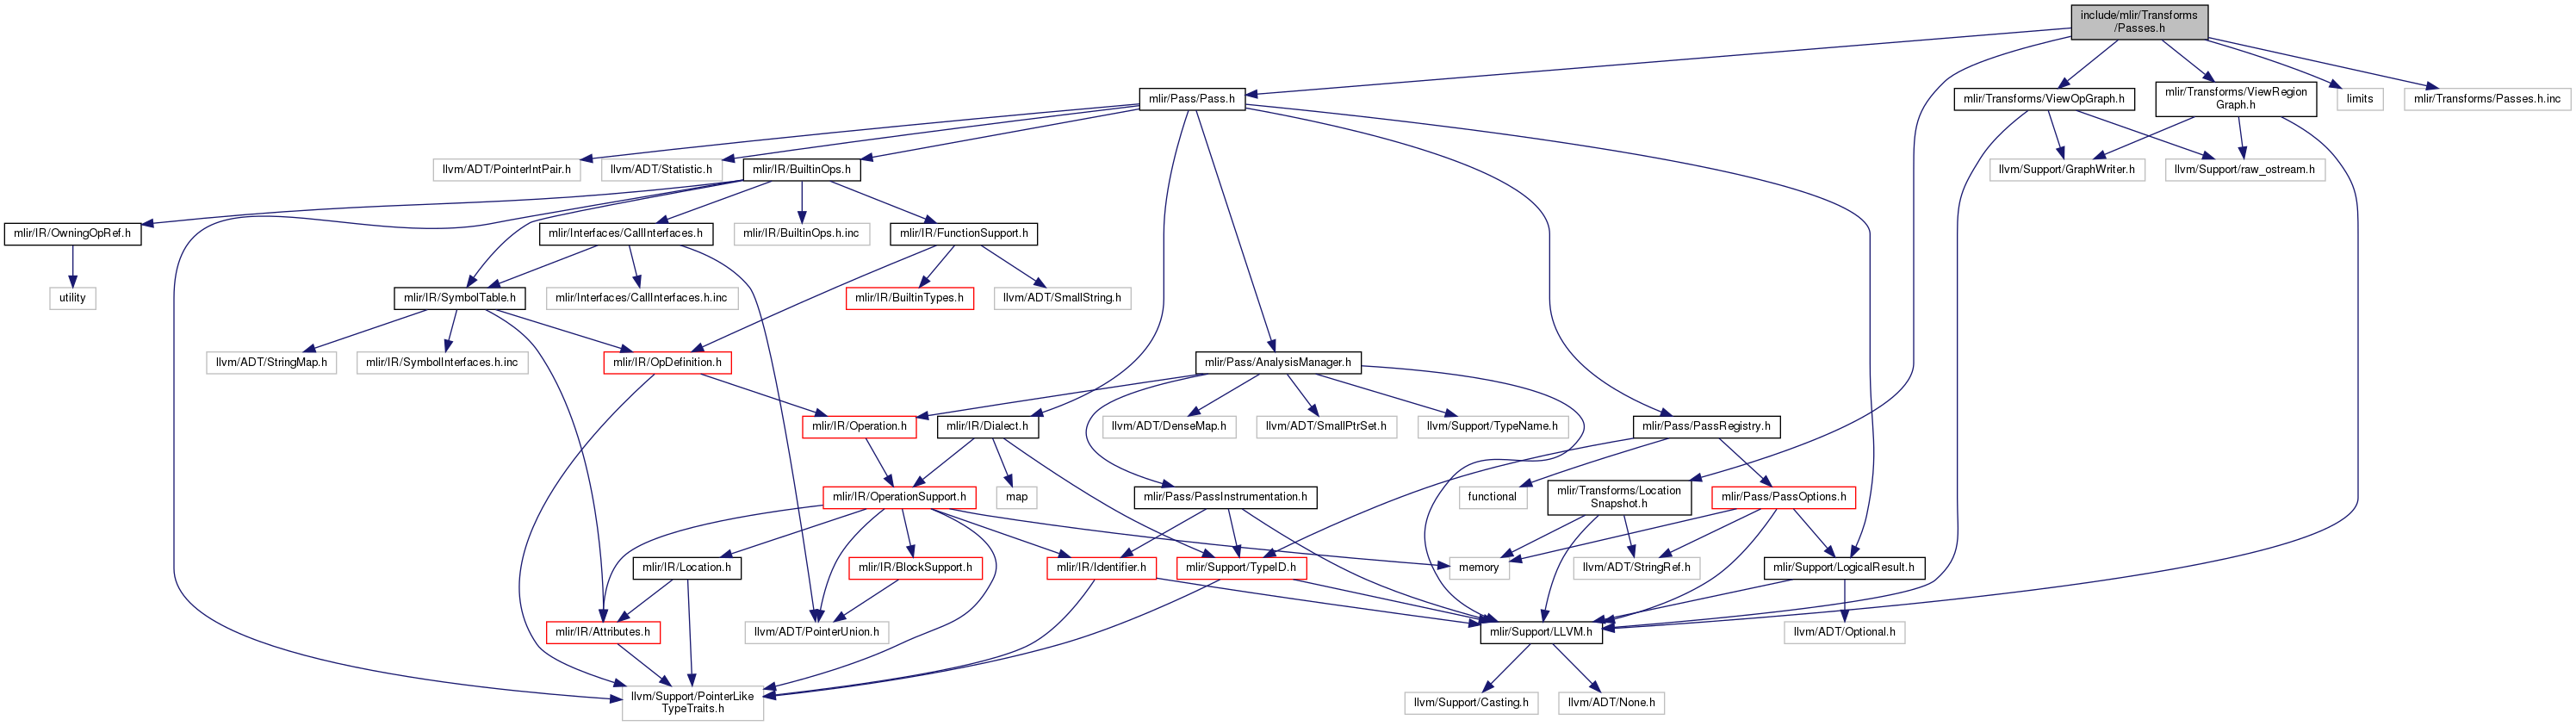 include/mlir/Transforms
/Passes.h
mlir/Pass/Pass.h
mlir/Transforms/ViewOpGraph.h
mlir/Transforms/ViewRegion
Graph.h
limits
mlir/Transforms/Passes.h.inc
llvm/ADT/PointerIntPair.h
llvm/ADT/Statistic.h
mlir/IR/BuiltinOps.h
llvm/Support/GraphWriter.h
llvm/Support/raw_ostream.h
mlir/IR/OwningOpRef.h
mlir/Interfaces/CallInterfaces.h
mlir/IR/BuiltinOps.h.inc
mlir/IR/FunctionSupport.h
utility
mlir/IR/SymbolTable.h
mlir/Interfaces/CallInterfaces.h.inc
mlir/IR/BuiltinTypes.h
llvm/ADT/SmallString.h
llvm/ADT/StringMap.h
mlir/IR/SymbolInterfaces.h.inc
mlir/IR/OpDefinition.h
mlir/Pass/AnalysisManager.h
mlir/IR/Operation.h
mlir/IR/Dialect.h
llvm/ADT/DenseMap.h
llvm/ADT/SmallPtrSet.h
llvm/Support/TypeName.h
mlir/Pass/PassRegistry.h
mlir/IR/OperationSupport.h
map
mlir/Pass/PassInstrumentation.h
functional
mlir/Transforms/Location
Snapshot.h
mlir/Pass/PassOptions.h
mlir/IR/Location.h
mlir/IR/BlockSupport.h
mlir/IR/Identifier.h
mlir/Support/TypeID.h
memory
llvm/ADT/StringRef.h
mlir/Support/LogicalResult.h
mlir/IR/Attributes.h
llvm/ADT/PointerUnion.h
mlir/Support/LLVM.h
llvm/ADT/Optional.h
llvm/Support/PointerLike
TypeTraits.h
llvm/Support/Casting.h
llvm/ADT/None.h